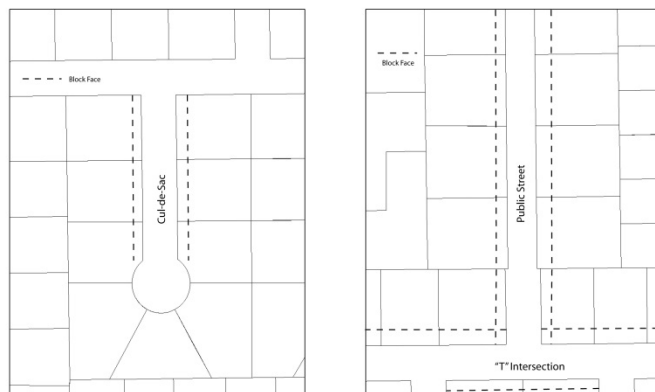 Block Face
Cul-de-Sac
Block Face
Public Street
"T" Intersection